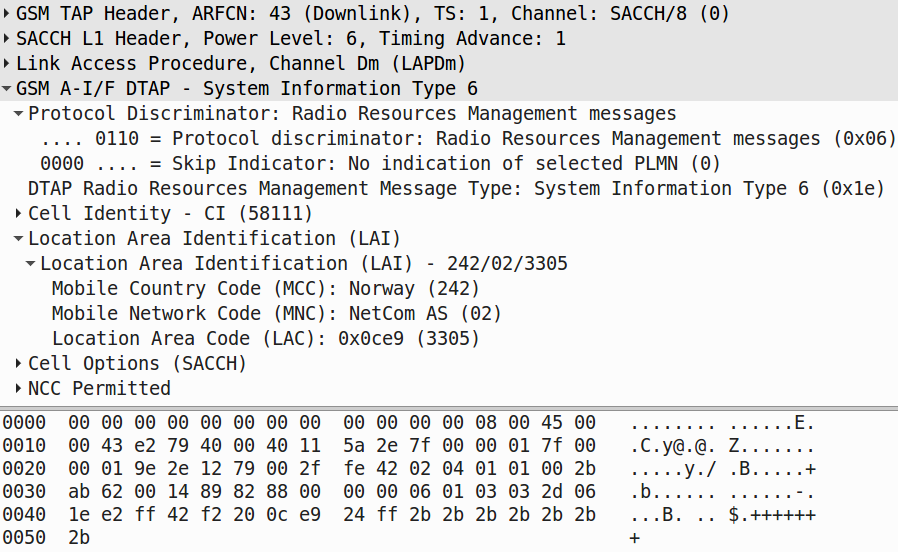 GSM TAP Header, ARFCN: 43 (Downlink), TS: 1, Channel: SACCH/8 (0)
SACCH L1 Header, Power Level: 6, Timing Advance: 1
Link Access Procedure, Channel Dm (LAPDm)
GSM A-I/F DTAP - System Information Type 6
Protocol Discriminator: Radio Resources Management messages
.... 0110 = Protocol discriminator: Radio Resources Management messages (0x06)
0000 .... = Skip Indicator: No indication of selected PLMN (0)
DTAP Radio Resources Management Message Type: System Information Type 6 (0x1e)
Cell Identity - CI (58111)
Location Area Identification (LAI)
Location Area Identification (LAI) - 242/02/3305
Mobile Country Code (MCC): Norway (242)
Mobile Network Code (MNC): NetCom AS (02)
Location Area Code (LAC): 0x0ce9 (3305)
Cell Options (SACCH)
NCC Permitted
0000  00 00 00 00 00 00 00 00  00 00 00 00 08 00 45 00   ........ ......E.
0010  00 43 e2 79 40 00 40 11  5a 2e 7f 00 00 01 7f 00   .C.y@.@. Z.......
0020  00 01 9e 2e 12 79 00 2f  fe 42 02 04 01 01 00 2b   .....y./ .B.....+
0030  ab 62 00 14 89 82 88 00  00 00 06 01 03 03 2d 06   .b...... ......-.
0040  1e e2 ff 42 f2 20 0c e9  24 ff 2b 2b 2b 2b 2b 2b   ...B. .. $.++++++
0050  2b   +